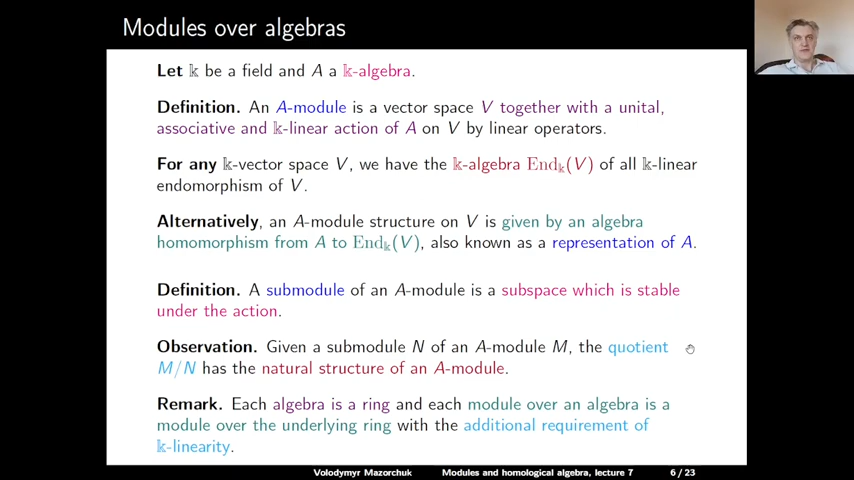 Modules over algebras
Let 𝕜 be a field and A a 𝕜-algebra.
Definition. An A-module is a vector space V together with a unital,
associative and 𝕜-linear action of A on V by linear operators.
For any 𝕜-vector space V, we have the 𝕜-algebra End𝕜(V) of all 𝕜-linear
endomorphism of V.
Alternatively, an A-module structure on V is given by an algebra
homomorphism from A to End𝕜(V), also known as a representation of A.
Definition. A submodule of an A-module is a subspace which is stable
under the action.
Observation. Given a submodule N of an A-module M, the quotient
M/N has the natural structure of an A-module.
Remark. Each algebra is a ring and each module over an algebra is a
module over the underlying ring with the additional requirement of
𝕜-linearity.
Volodymyr Mazorchuk Modules and homological algebra, lecture 7 6/23